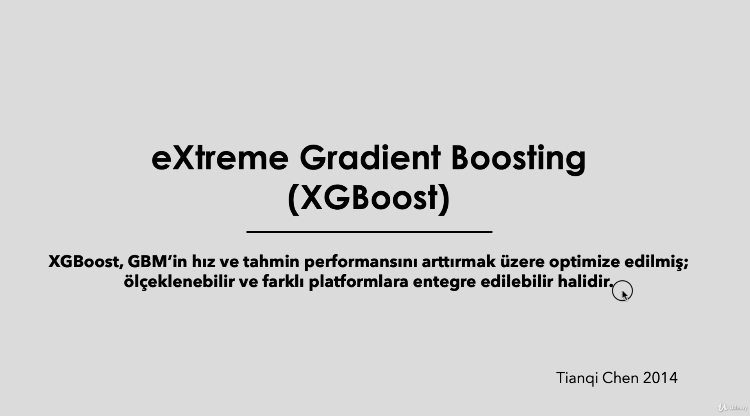 eXtreme Gradient Boosting
(XGBoost)
XGBoost, GBM’in hız ve tahmin performansını arttırmak üzere optimize edilmiş;
ölçeklenebilir ve farklı platformlara entegre edilebilir halidir.
Tianqi Chen 2014